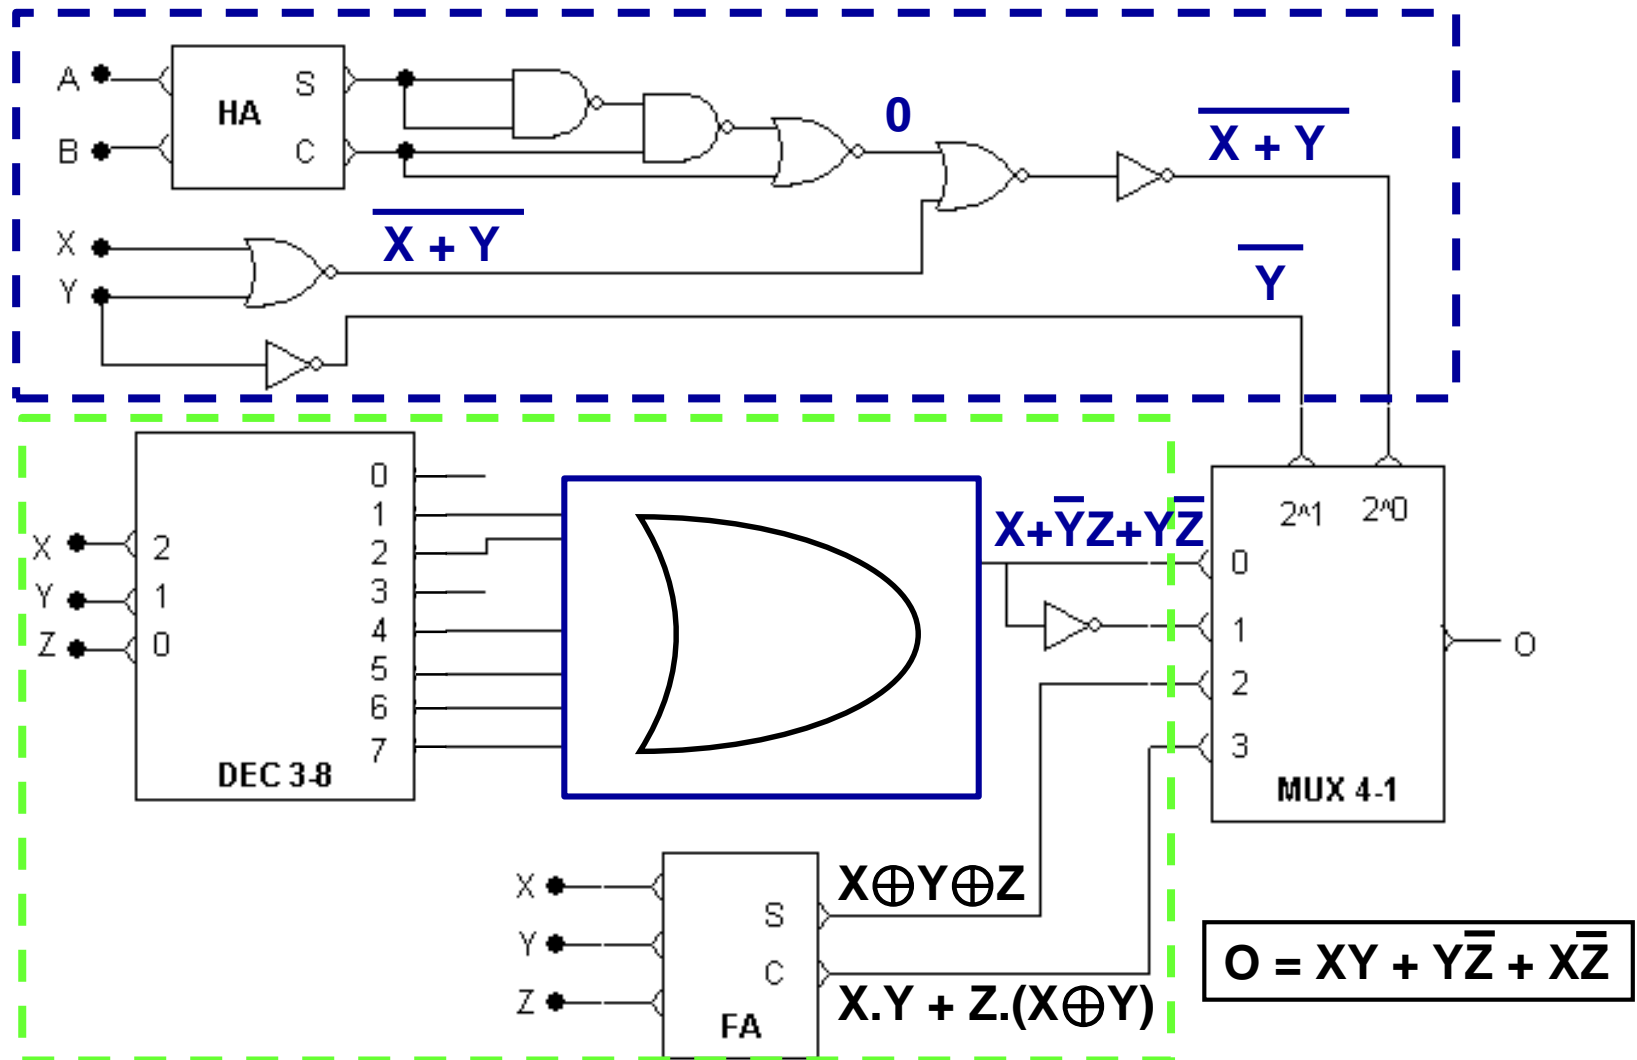 A
B
HA
S
C
0
X + Y
X
Y
X + Y
Y
X
Y
Z
2
1
0
0
1
2
3
4
5
6
7
DEC 3-8
X+Y̅Z+YZ̅
2^1 2^0
0
1
2
3
MUX 4-1
O
X
Y
Z
S
C
FA
X⊕Y⊕Z
X.Y + Z.(X⊕Y)
O = XY + YZ̅ + XZ̅